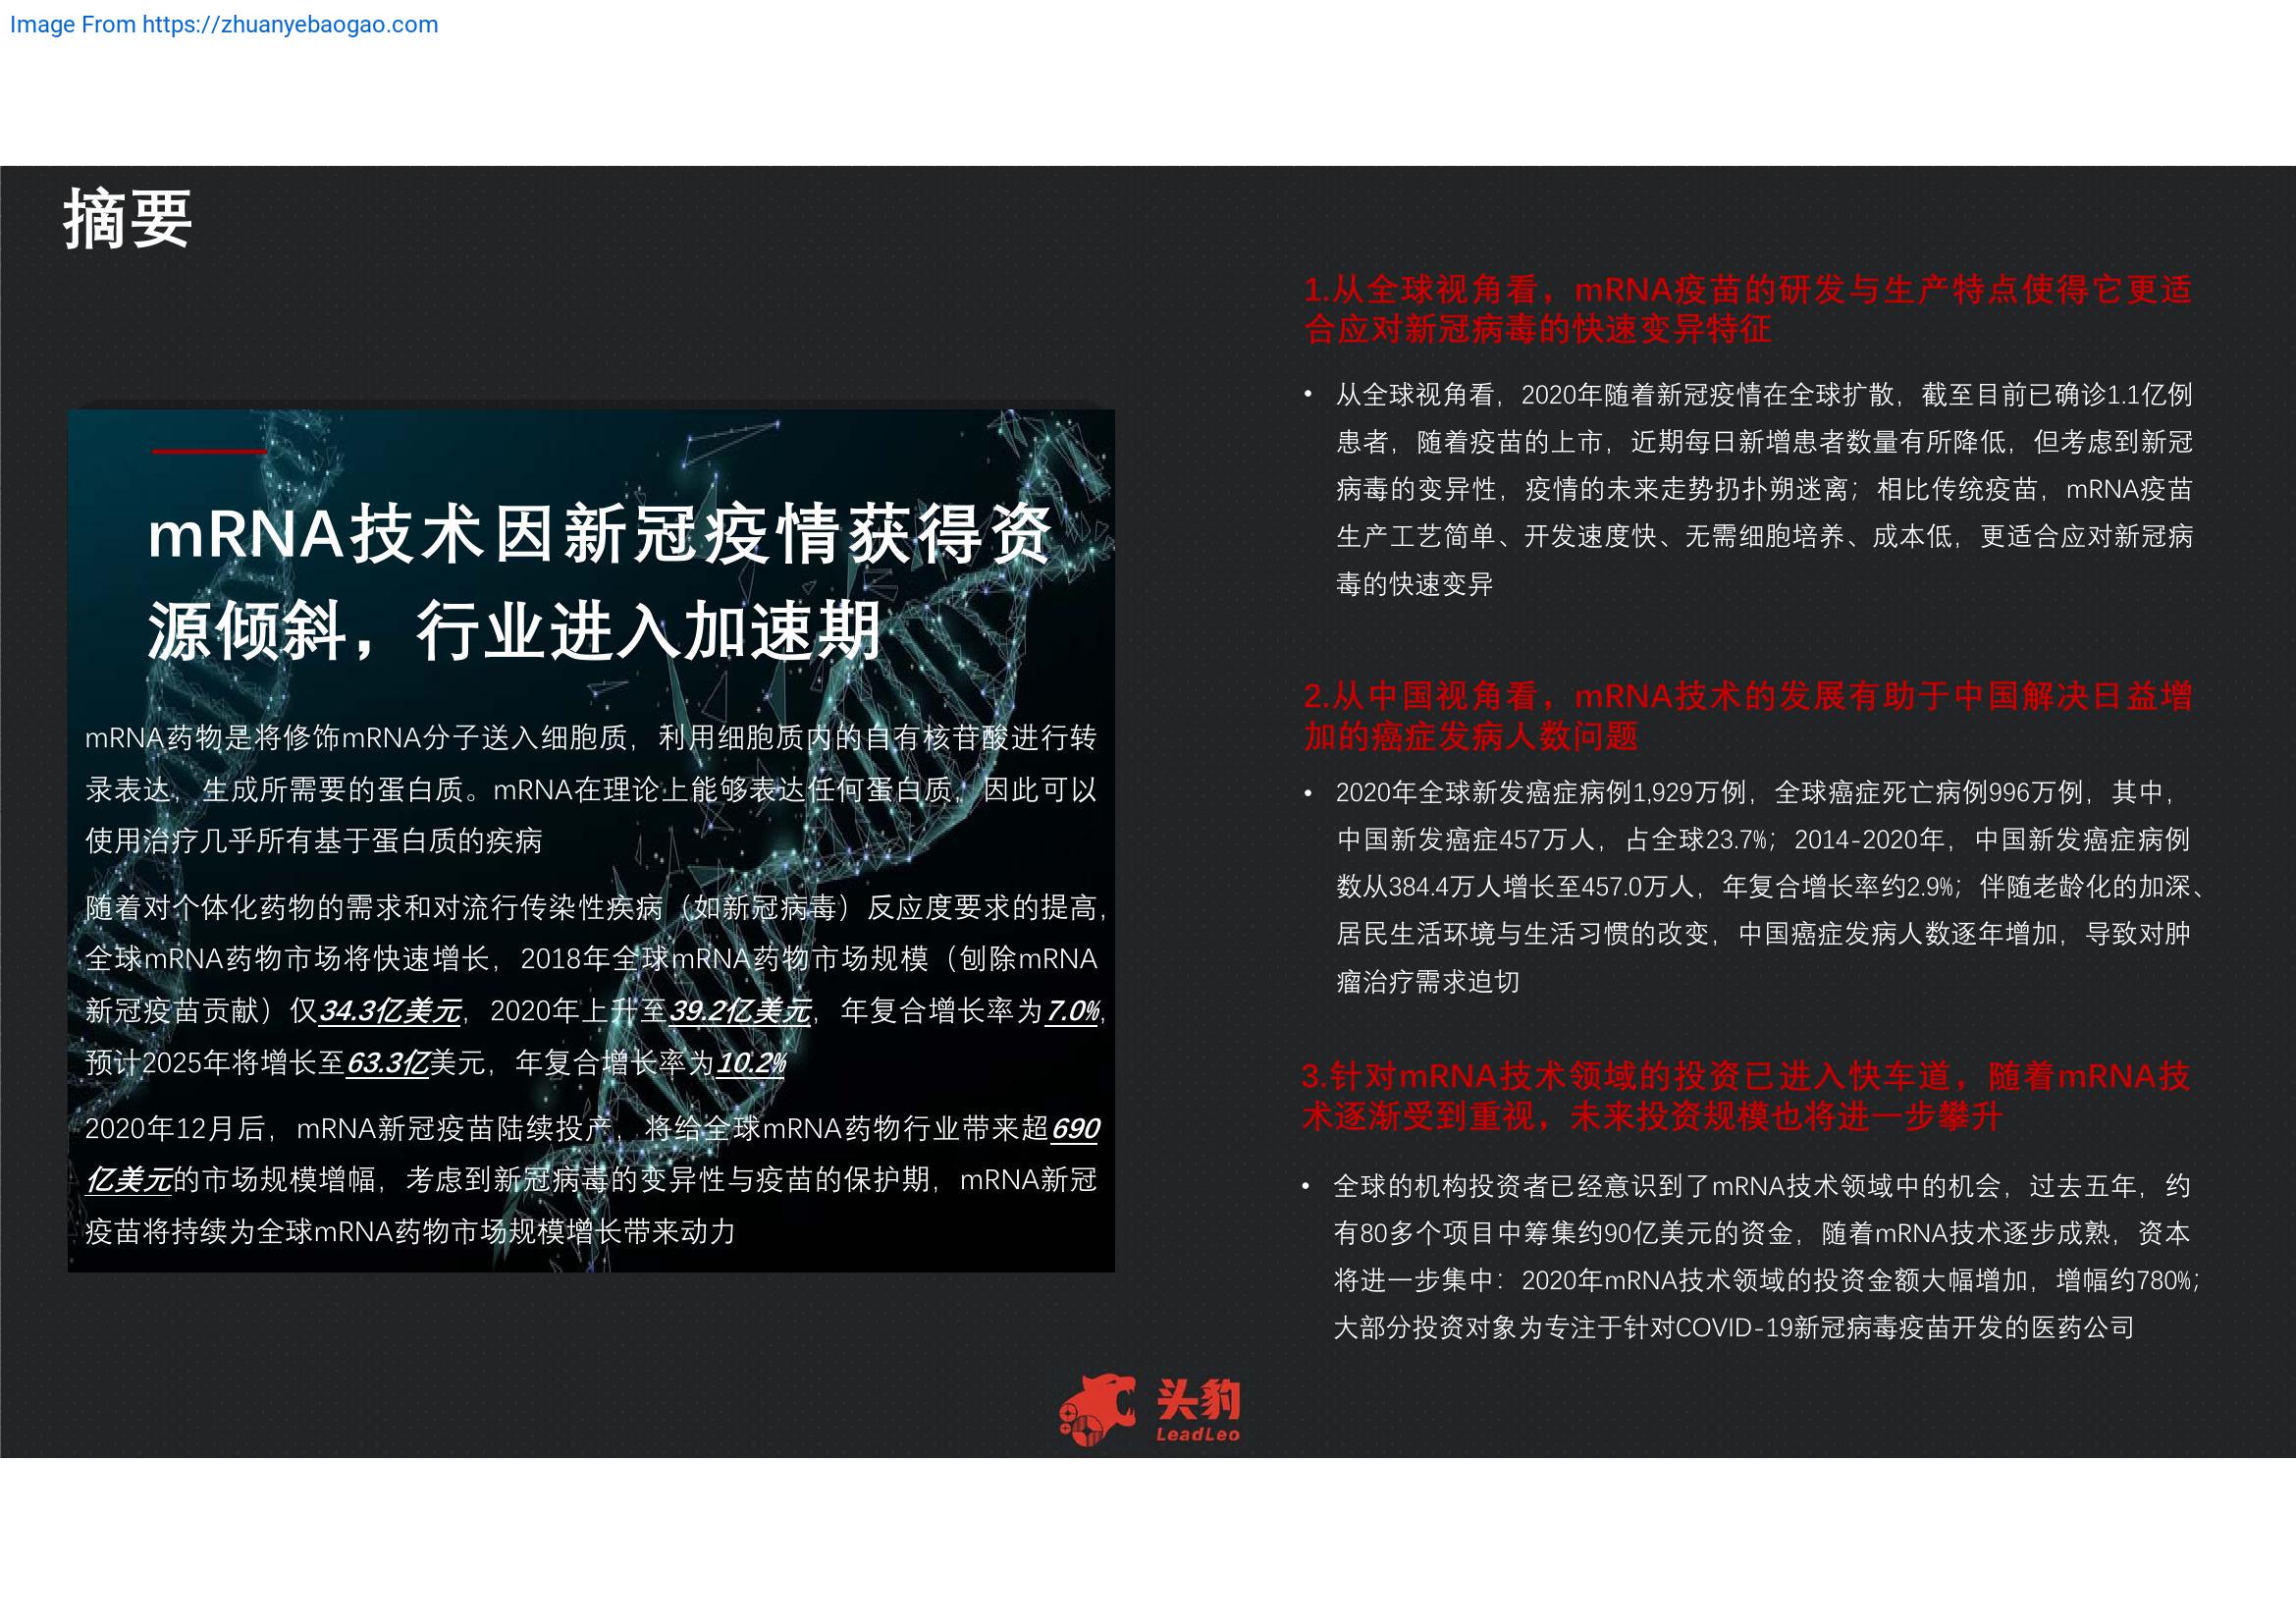 Image From https://zhuanyebaogao.com
摘要
mRNA技术因新冠疫情获得资
源倾斜，行业进入加速期
mRNA药物是将修饰mRNA分子送入细胞质，利用细胞质内的自有核苷酸进行转
录表达，生成所需要的蛋白质。mRNA在理论上能够表达任何蛋白质，因此可以
使用治疗几乎所有基于蛋白质的疾病
随着对个体化药物的需求和对流行传染性疾病（如新冠病毒）反应度要求的提高，
全球mRNA药物市场将快速增长，2018年全球mRNA药物市场规模（刨除mRNA
新冠疫苗贡献）仅34.3亿美元，2020年上升至39.2亿美元，年复合增长率为7.0%，
预计2025年将增长至63.3亿美元，年复合增长率为10.2%
2020年12月后，mRNA新冠疫苗陆续投产，将给全球mRNA药物行业带来超690
亿美元的市场规模增幅，考虑到新冠病毒的变异性与疫苗的保护期，mRNA新冠
疫苗将持续为全球mRNA药物市场规模增长带来动力
1.从全球视角看，mRNA疫苗的研发与生产特点使得它更适
合应对新冠病毒的快速变异特征
• 从全球视角看，2020年随着新冠疫情在全球扩散，截至目前已确诊1.1亿例
患者，随着疫苗的上市，近期每日新增患者数量有所降低，但考虑到新冠
病毒的变异性，疫情的未来走势扔扑朔迷离；相比传统疫苗，mRNA疫苗
生产工艺简单、开发速度快、无需细胞培养、成本低，更适合应对新冠病
毒的快速变异
2.从中国视角看，mRNA技术的发展有助于中国解决日益增
加的癌症发病人数问题
• 2020年全球新发癌症病例1,929万例，全球癌症死亡病例996万例，其中，
中国新发癌症457万人，占全球23.7%；2014-2020年，中国新发癌症病例
数从384.4万人增长至457.0万人，年复合增长率约2.9%；伴随老龄化的加深、
居民生活环境与生活习惯的改变，中国癌症发病人数逐年增加，导致对肿
瘤治疗需求迫切
3.针对mRNA技术领域的投资已进入快车道，随着mRNA技
术逐渐受到重视，未来投资规模也将进一步攀升
• 全球的机构投资者已经意识到了mRNA技术领域中的机会，过去五年，约
有80多个项目中筹集约90亿美元的资金，随着mRNA技术逐步成熟，资本
将进一步集中：2020年mRNA技术领域的投资金额大幅增加，增幅约780%；
大部分投资对象为专注于针对COVID-19新冠病毒疫苗开发的医药公司
头豹
LeadLeo